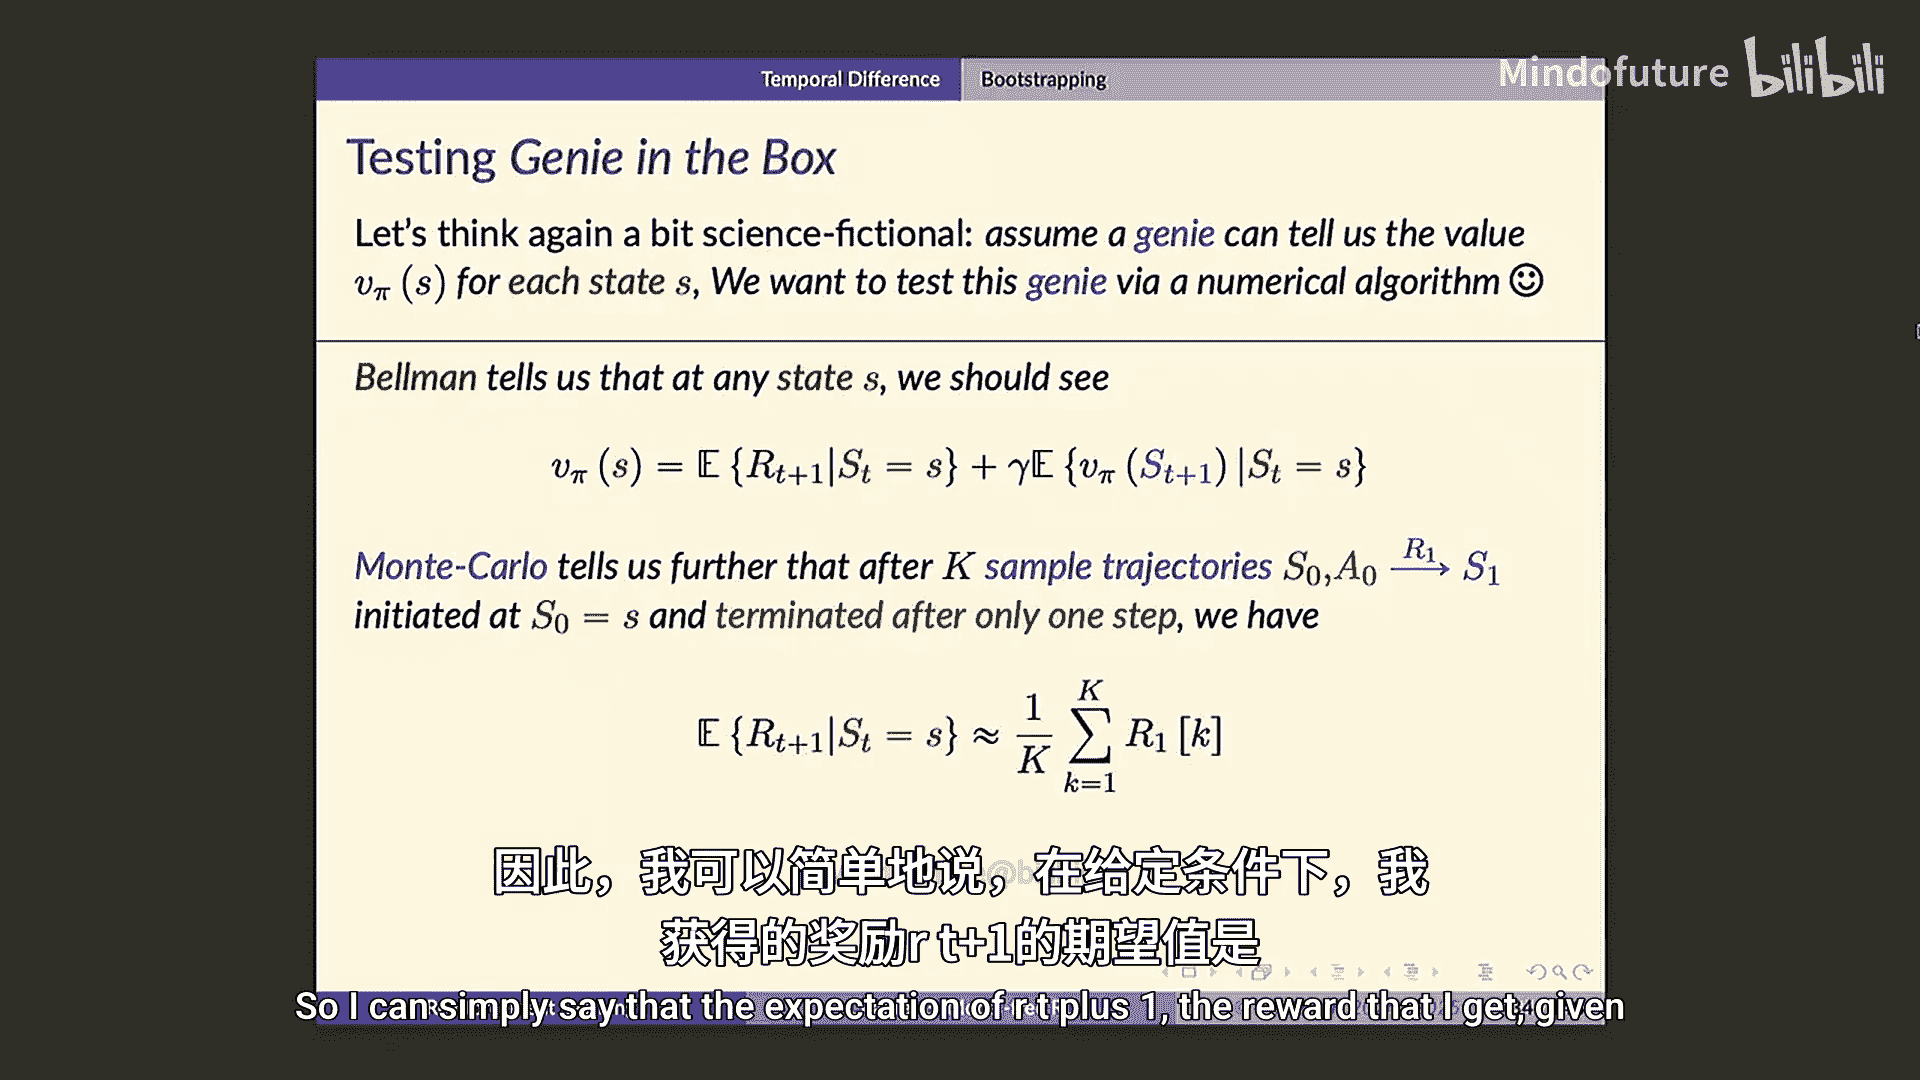 Mindofuture bilibili
Temporal Difference Bootstrapping
Testing Genie in the Box
Let's think again a bit science-fictional: assume a genie can tell us the value
vπ (s) for each state s, We want to test this genie via a numerical algorithm ☺
Bellman tells us that at any state s, we should see
vπ (s) = 𝔼 {Rt+1|St = s} + γ𝔼 {vπ (St+1) |St = s}
Monte-Carlo tells us further that after K sample trajectories S0,A0 —R1→ S1
initiated at S0 = s and terminated after only one step, we have
𝔼 {Rt+1|St = s} ≈ 1/K ∑k=1K R1 [k]
因此，我可以简单地说，在给定条件下，我
获得的奖励r t+1的期望值是
So I can simply say that the expectation of r t plus 1, the reward that I get, given